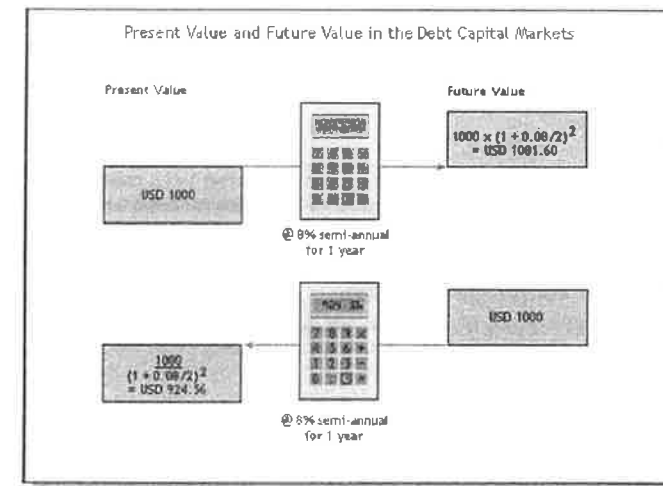 Present Value and Future Value in the Debt Capital Markets
Present Value
Future Value
1000 x (1 + 0.08/2)²
= USD 1081.60
USD 1000
@ 8% semi-annual
for 1 year
USD 1000
1000
(1 + 0.08/2)²
= USD 924.56
@ 8% semi-annual
for 1 year